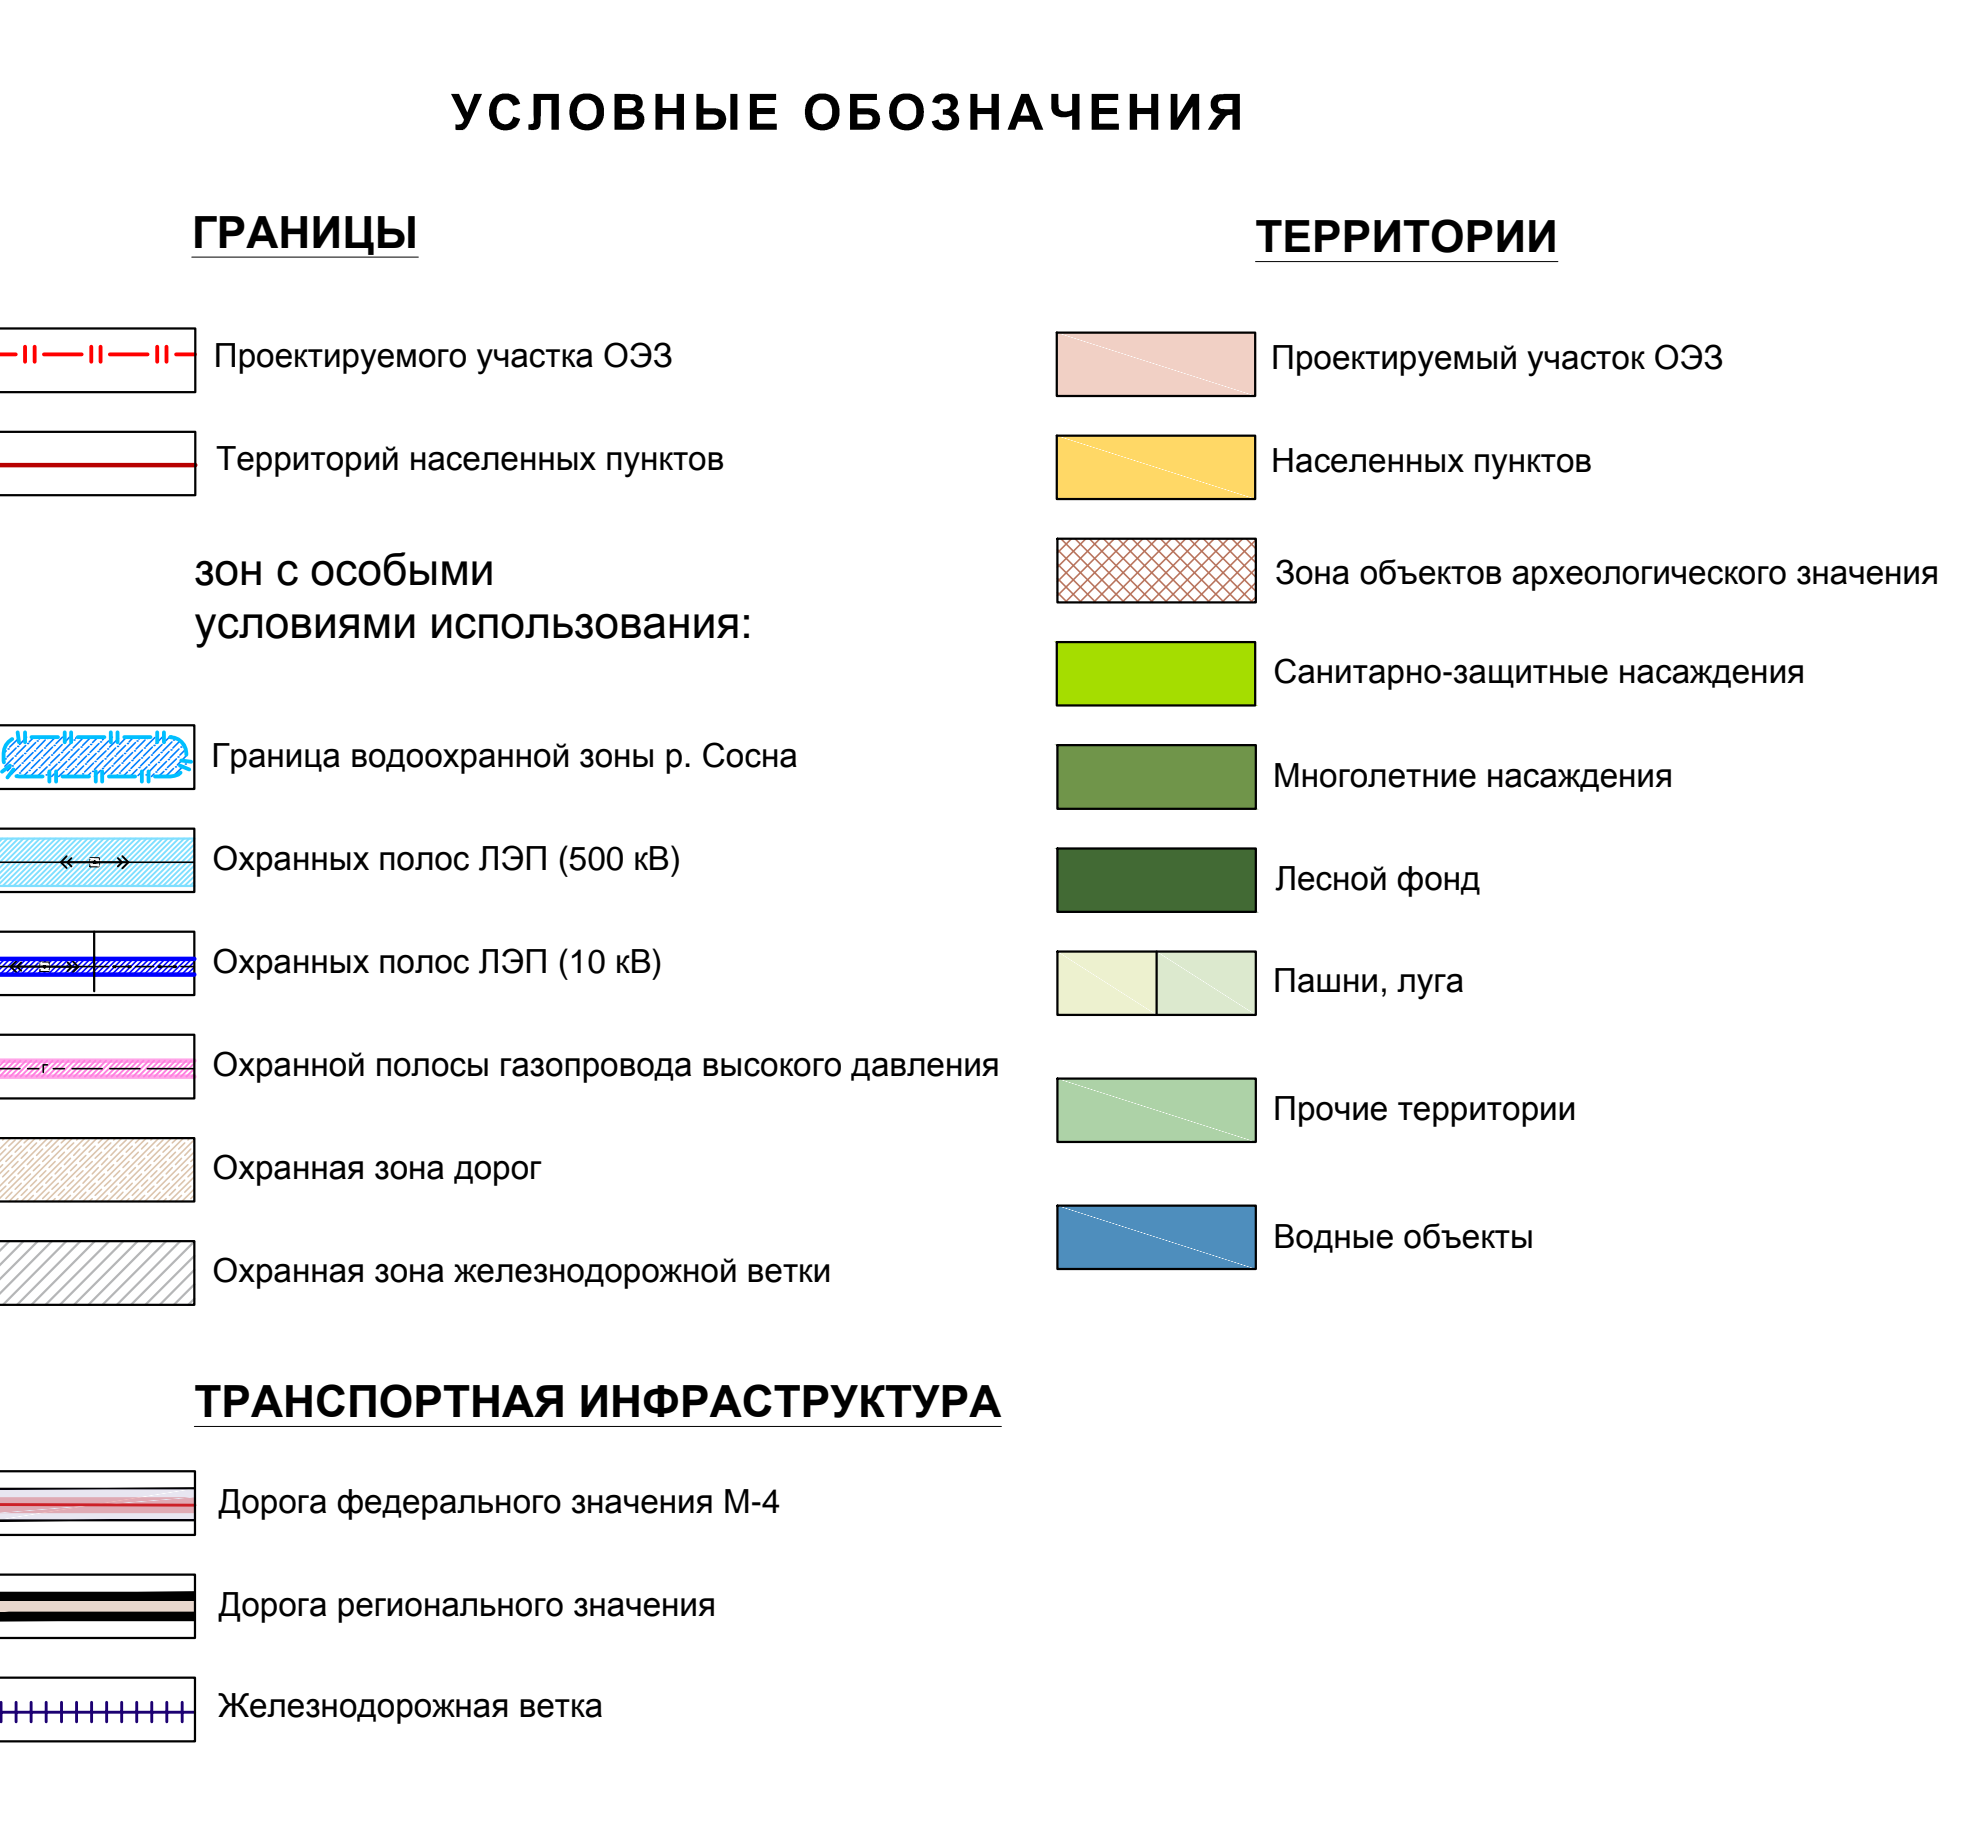 УСЛОВНЫЕ ОБОЗНАЧЕНИЯ
ГРАНИЦЫ
Проектируемого участка ОЭЗ
Территорий населенных пунктов
зон с особыми
условиями использования:
Граница водоохранной зоны р. Сосна
Охранных полос ЛЭП (500 кВ)
Охранных полос ЛЭП (10 кВ)
Г
Охранной полосы газопровода высокого давления
Охранная зона дорог
Охранная зона железнодорожной ветки
ТРАНСПОРТНАЯ ИНФРАСТРУКТУРА
Дорога федерального значения М-4
Дорога регионального значения
Железнодорожная ветка
ТЕРРИТОРИИ
Проектируемый участок ОЭЗ
Населенных пунктов
Зона объектов археологического значения
Санитарно-защитные насаждения
Многолетние насаждения
Лесной фонд
Пашни, луга
Прочие территории
Водные объекты